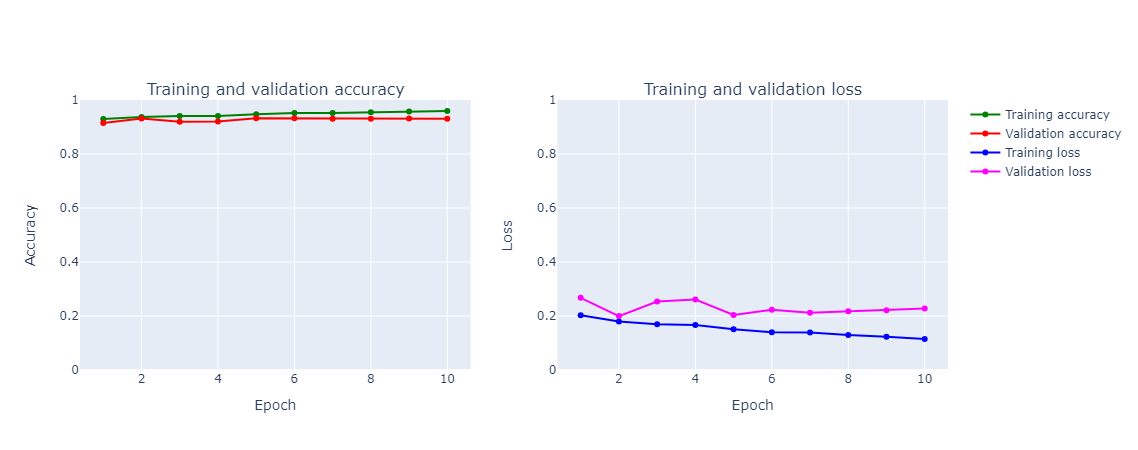 Training and validation accuracy
1
0.8
0.6
0.4
0.2
0
2 4 6 8 10
Accuracy
Epoch
Training and validation loss
1
0.8
0.6
0.4
0.2
0
2 4 6 8 10
Loss
Epoch
Training accuracy
Validation accuracy
Training loss
Validation loss